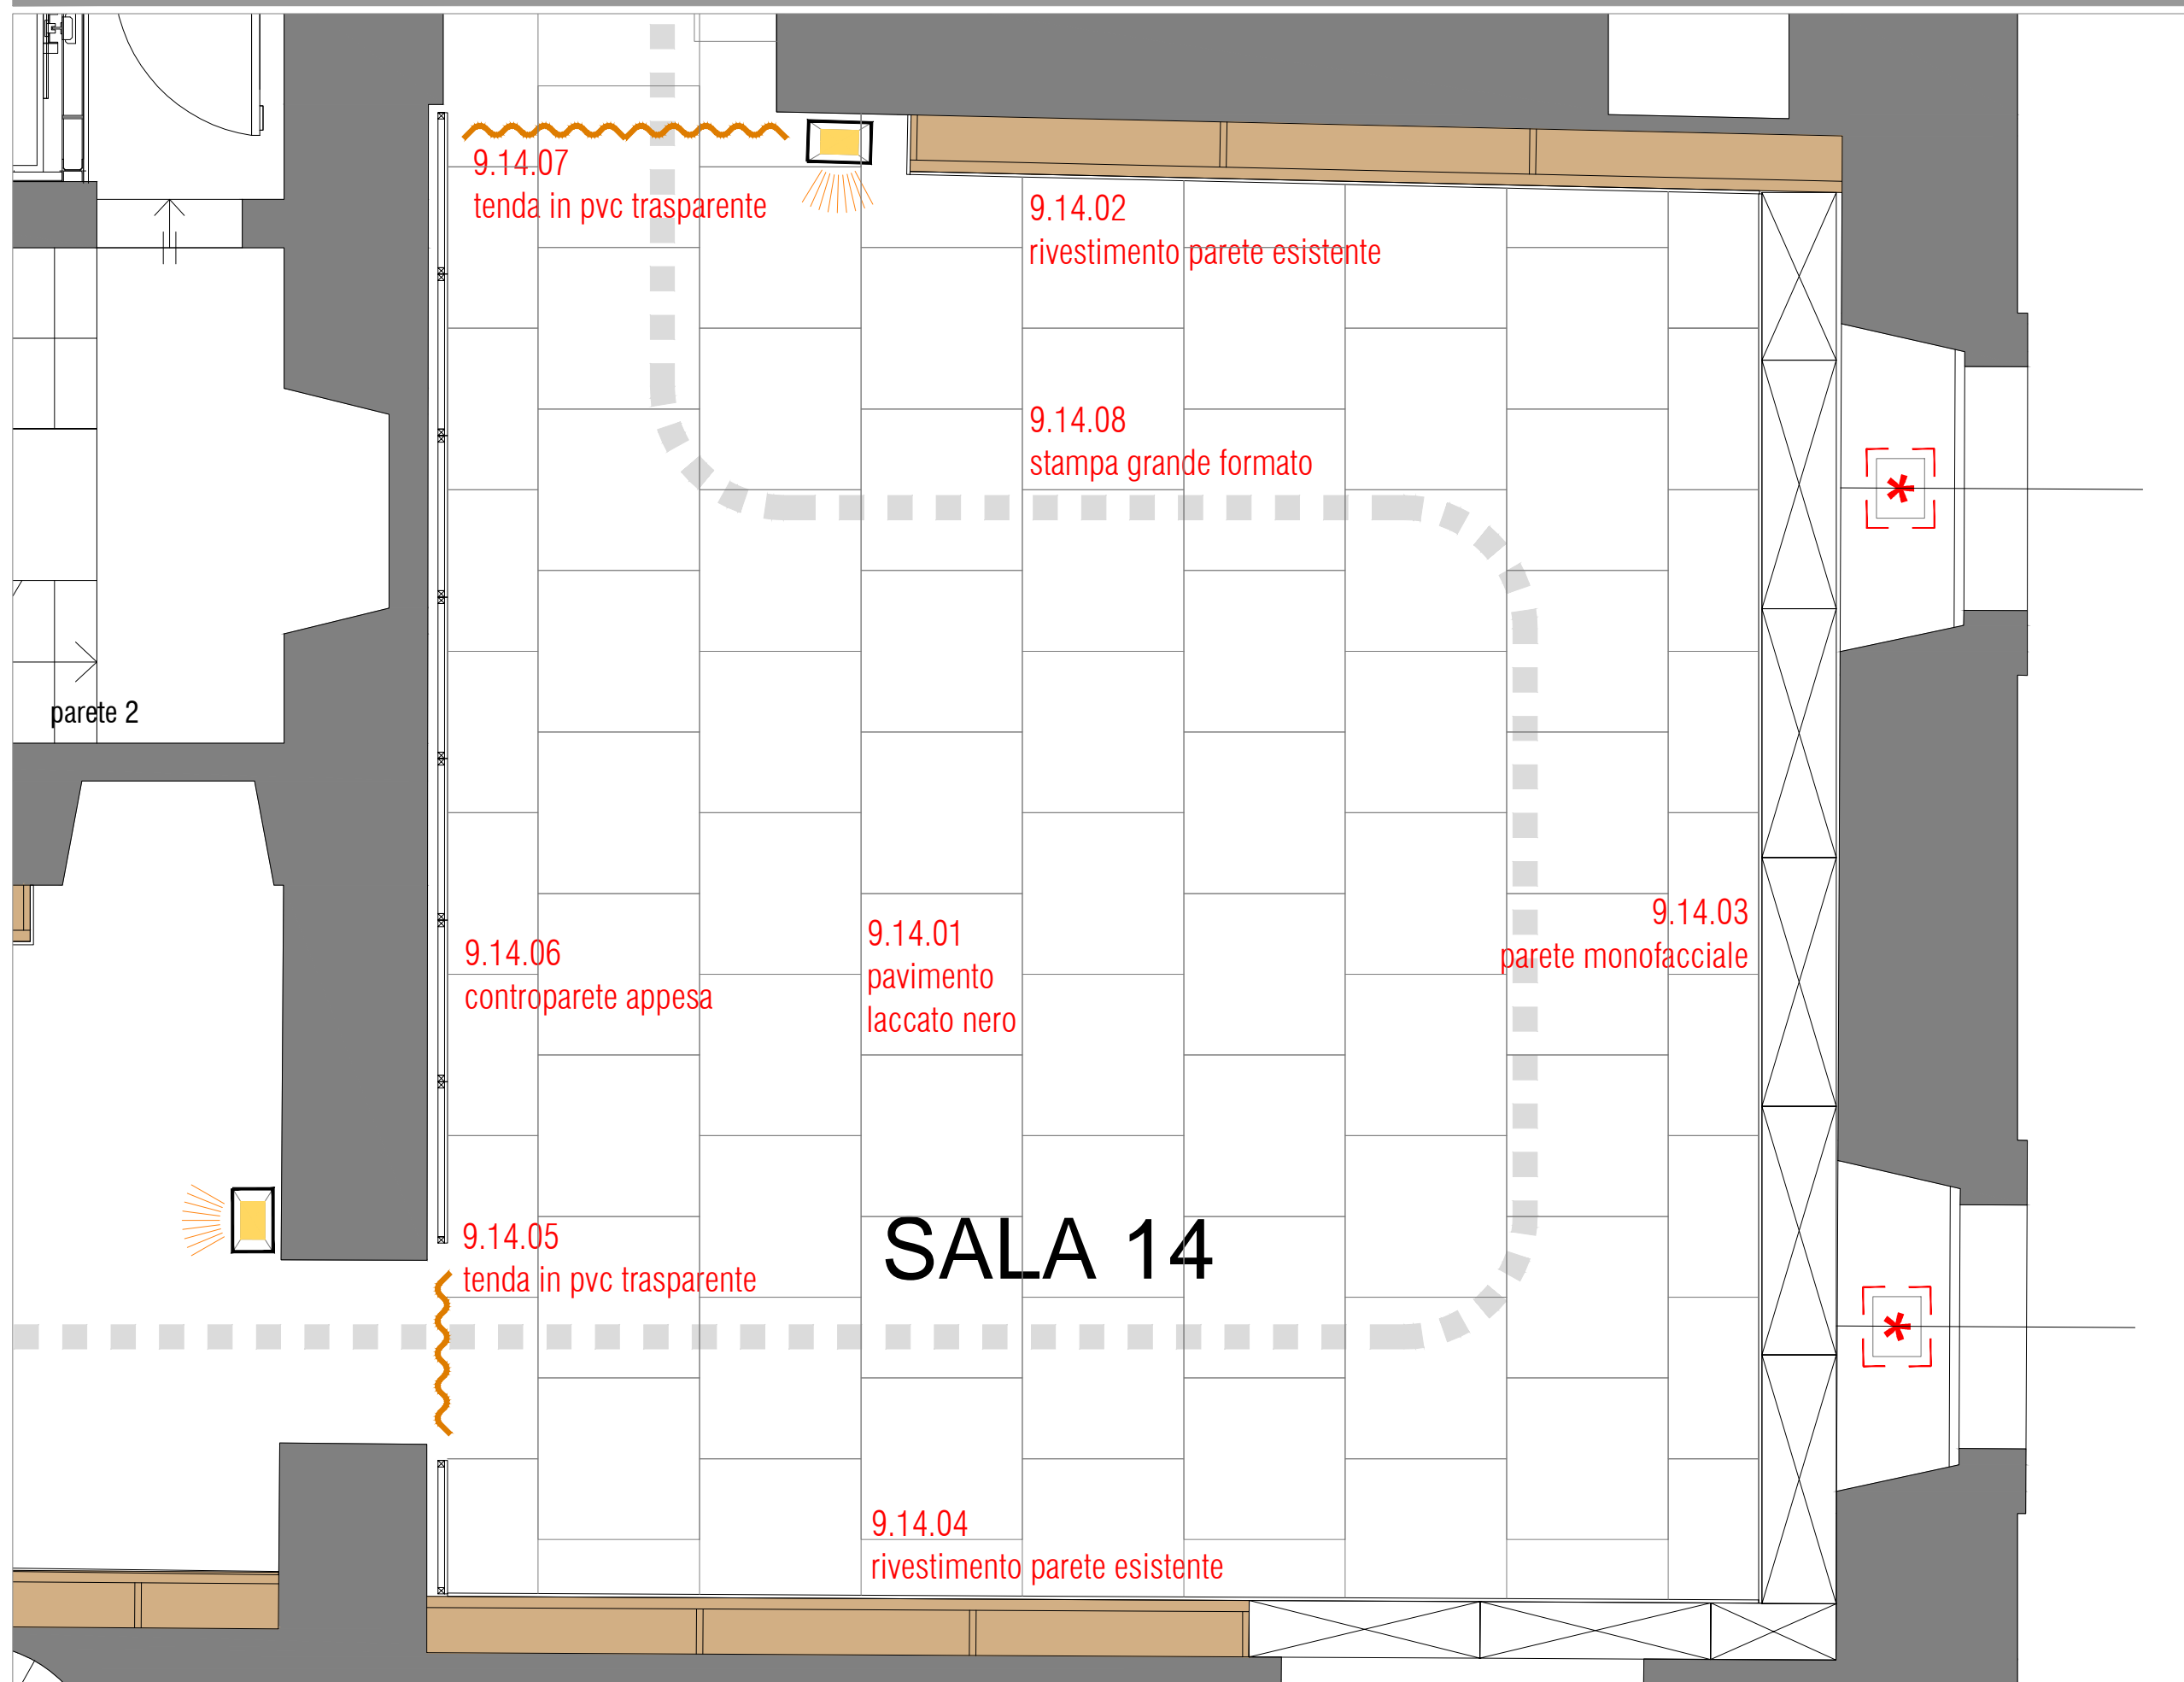 9.14.07
tenda in pvc trasparente
9.14.02
rivestimento parete esistente
9.14.08
stampa grande formato
*
parete 2
9.14.03
parete monofacciale
9.14.01
pavimento
laccato nero
9.14.06
controparete appesa
9.14.05
tenda in pvc trasparente
SALA 14
*
9.14.04
rivestimento parete esistente